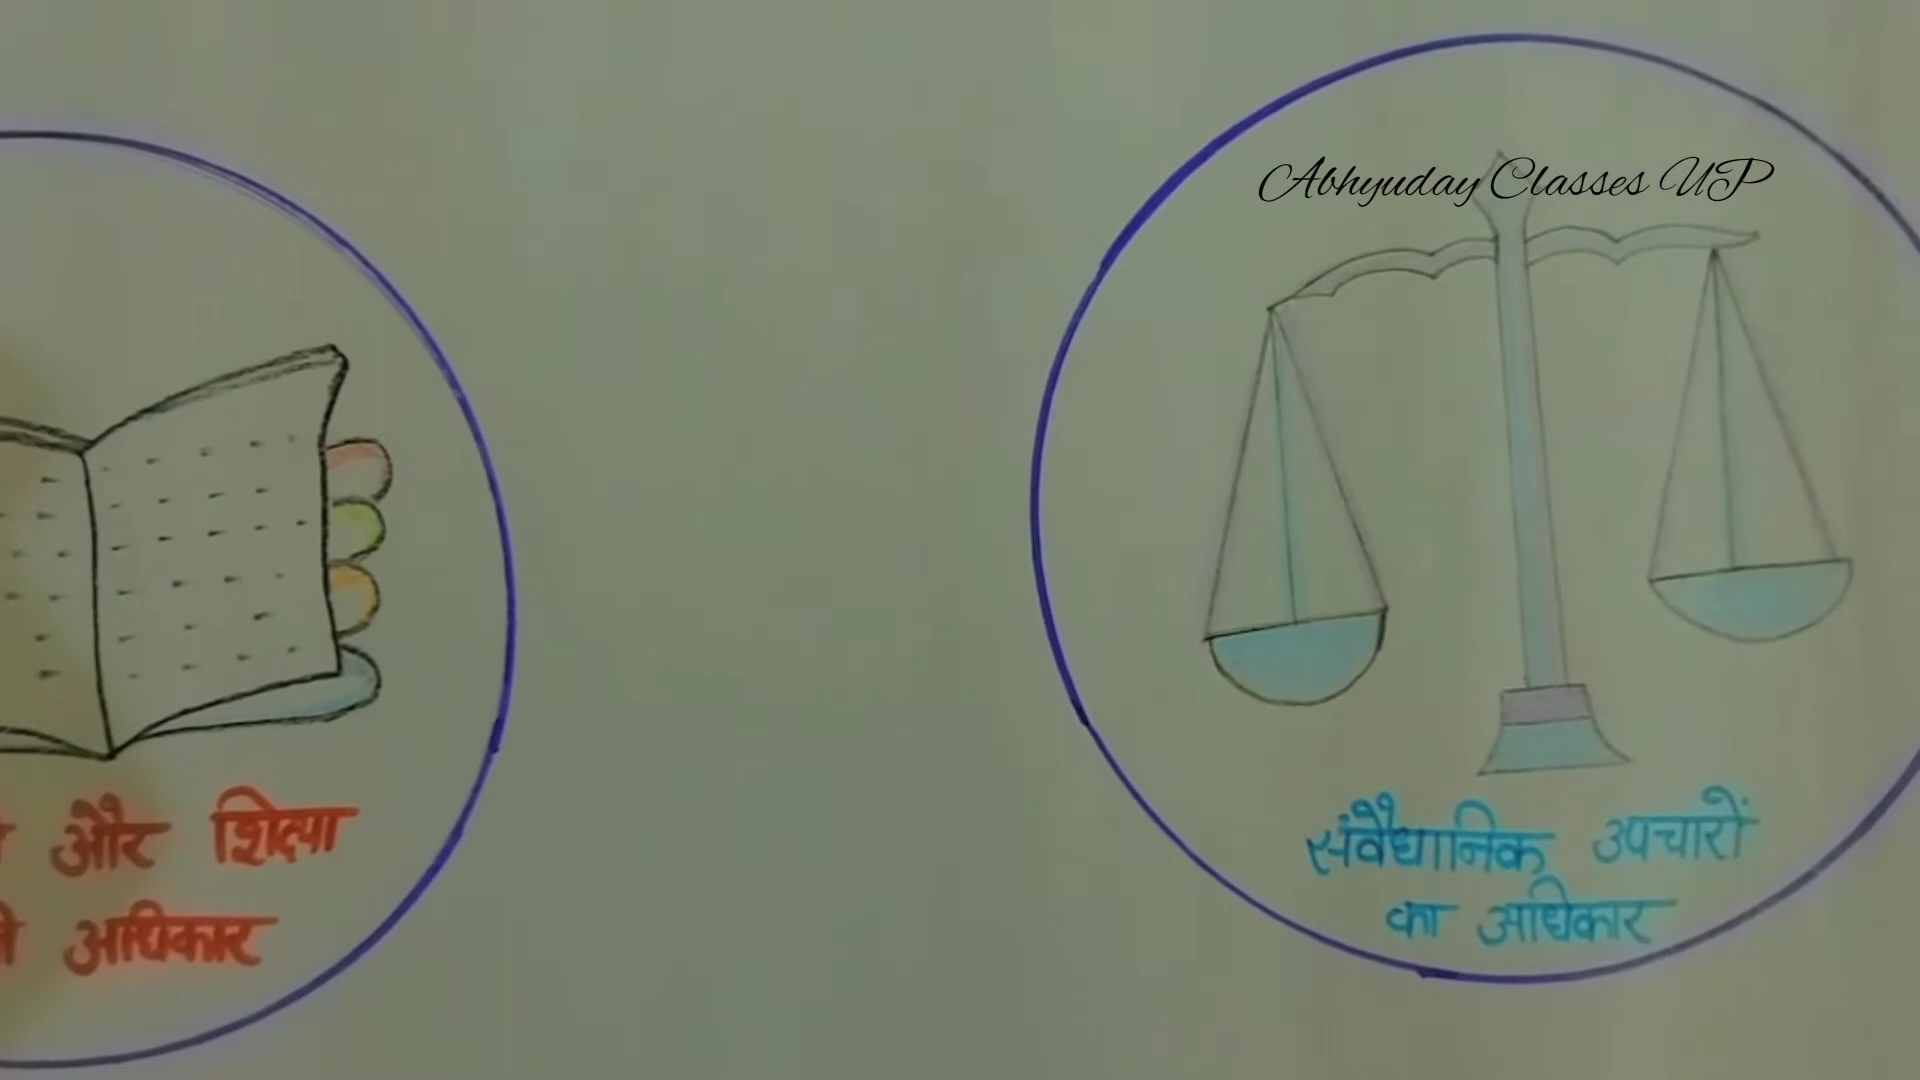 Abhyuday Classes UP
और शिक्षा
अधिकार
संवैधानिक उपचारों
का अधिकार